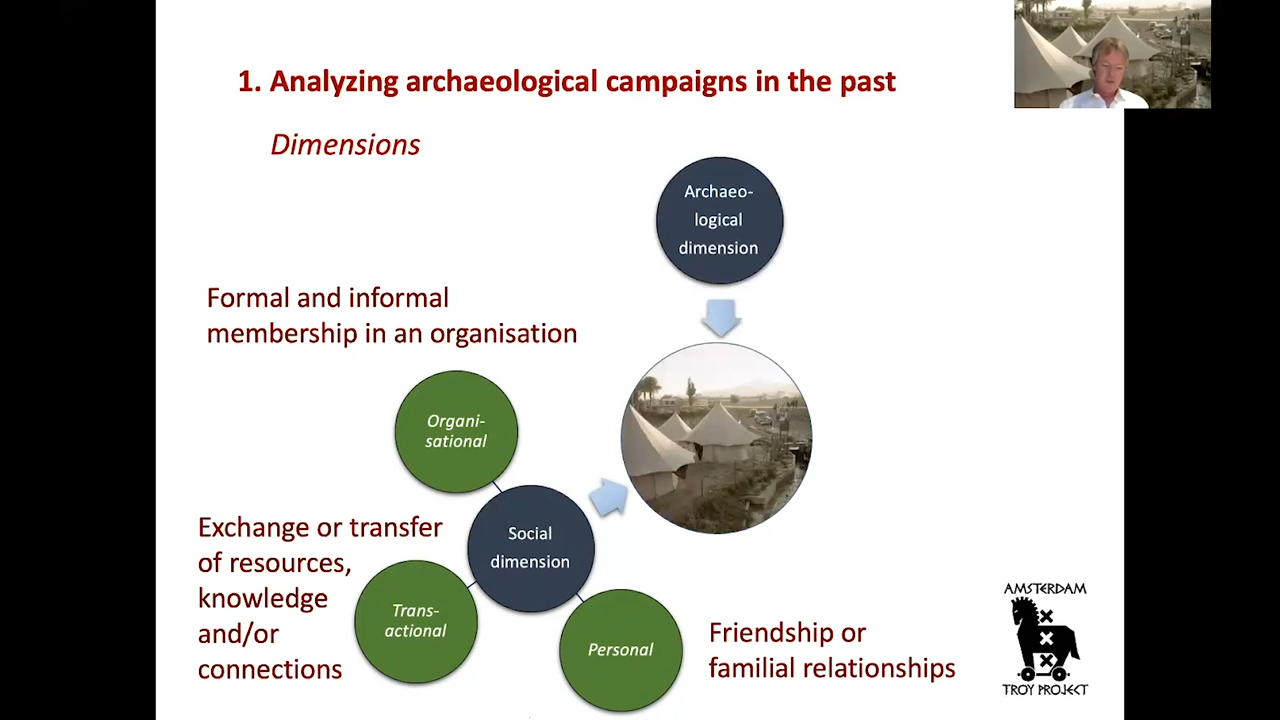 1. Analyzing archaeological campaigns in the past
Dimensions
Archaeo-
logical
dimension
Formal and informal
membership in an organisation
Organi-
sational
Social
dimension
Exchange or transfer
of resources,
knowledge
and/or
connections
Trans-
actional
Personal
Friendship or
familial relationships
AMSTERDAM
TROY PROJECT